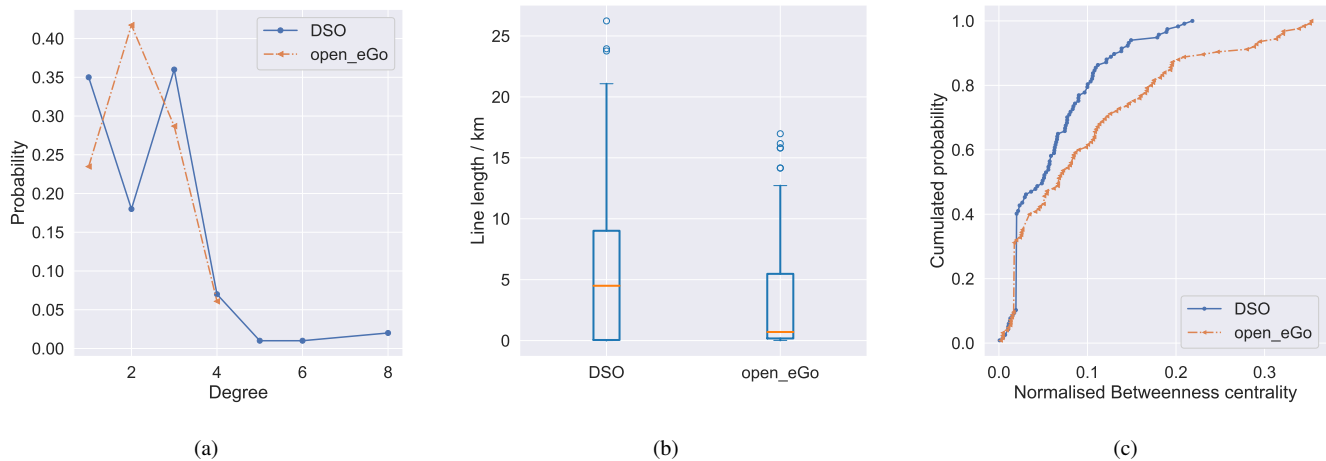 0.40
0.35
0.30
0.25
0.20
0.15
0.10
0.05
0.00
Probability
DSO
open_eGo
2
4
6
8
Degree
(a)
25
20
15
10
5
0
Line length / km
DSO
open_eGo
(b)
1.0
0.8
0.6
0.4
0.2
0.0
Cumulated probability
DSO
open_eGo
0.0
0.1
0.2
0.3
Normalised Betweenness centrality
(c)